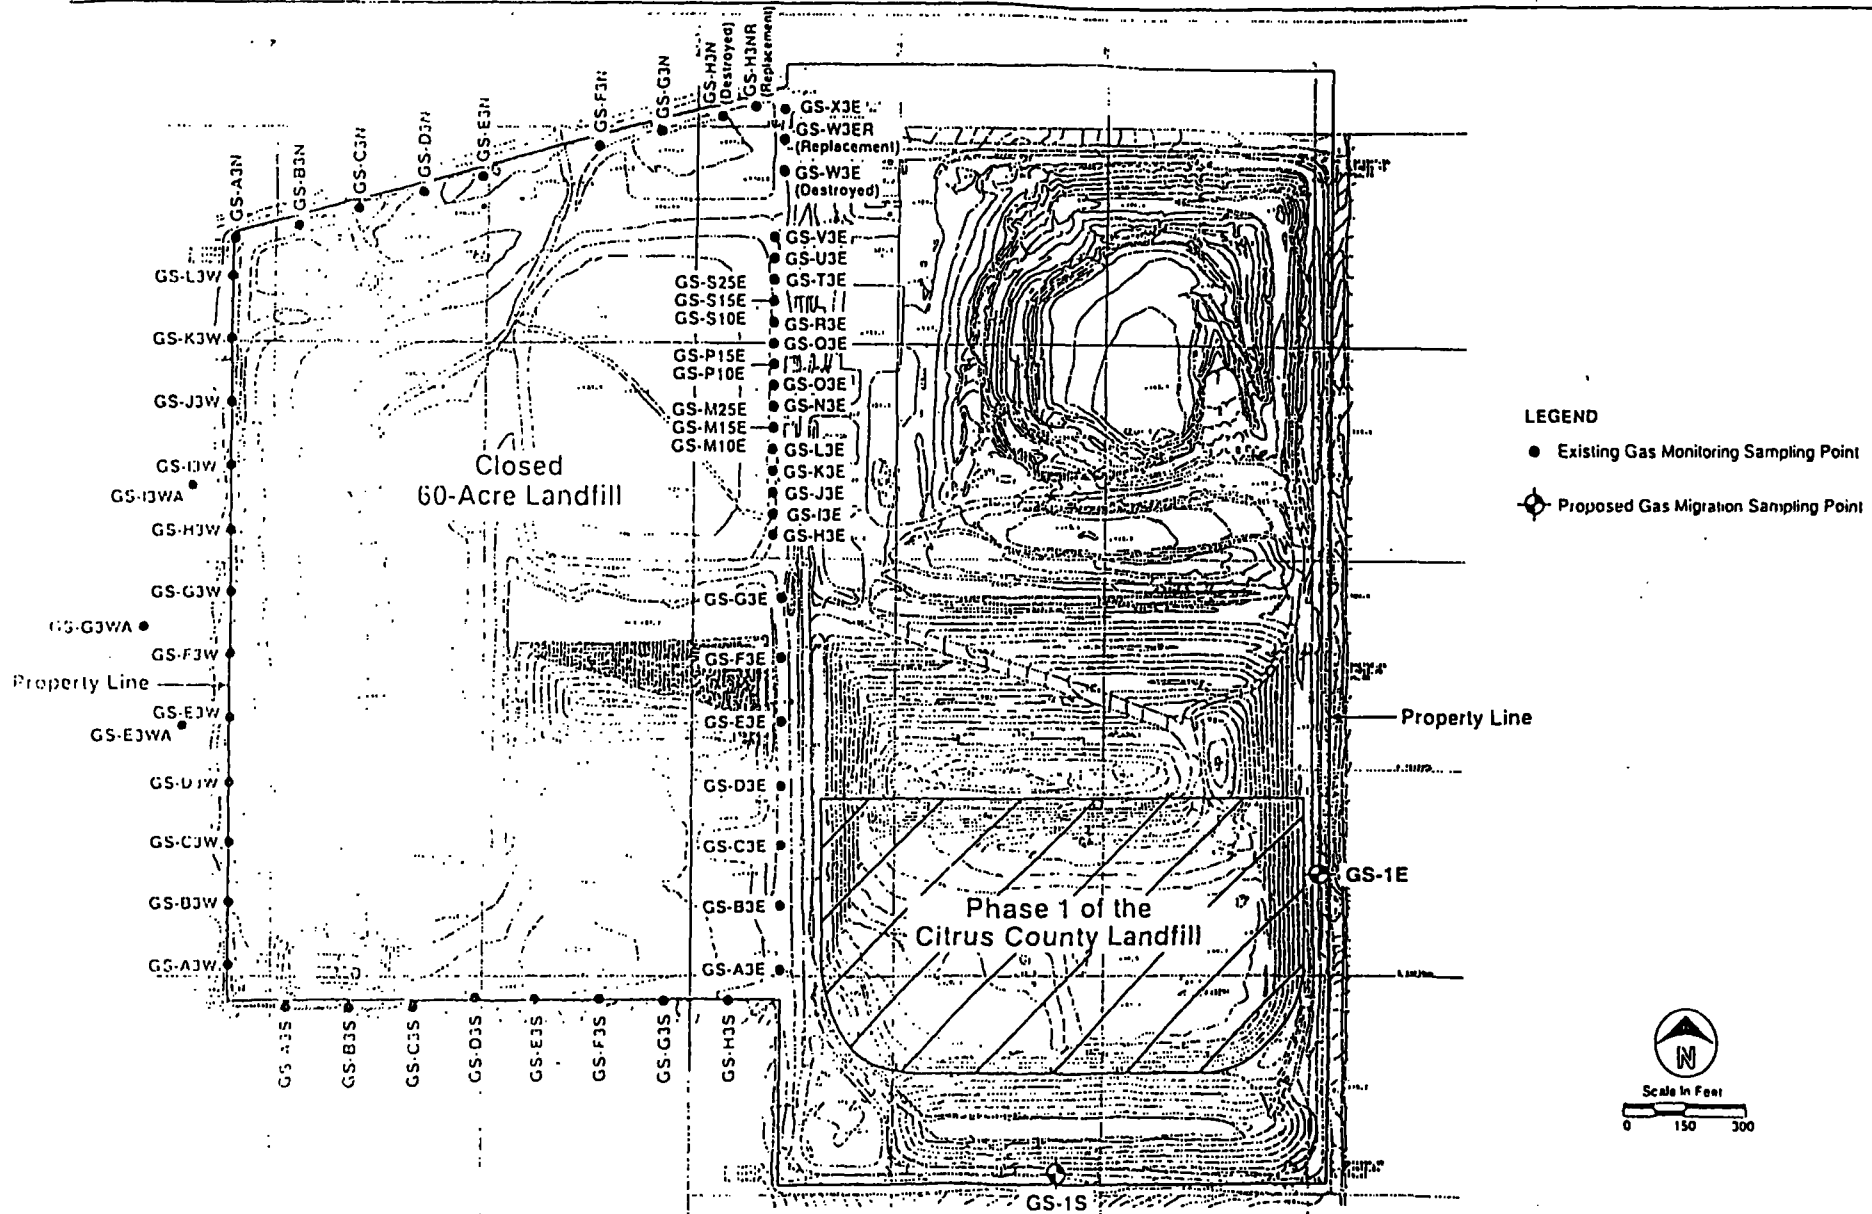 GS-A3N
GS-B3N
GS-C3N
GS-D3N
GS-E3N
GS-F3N
GS-G3N
GS-H3N
(Destroyed)
GS-H3NR
(Replacement)
GS-X3E
GS-W3ER
(Replacement)
GS-W3E
(Destroyed)
GS-V3E
GS-U3E
GS-T3E
GS-S25E
GS-S15E
GS-S10E
GS-R3E
GS-O3E
GS-P15E
GS-P10E
GS-O3E
GS-N3E
GS-M25E
GS-M15E
GS-M10E
GS-L3E
GS-K3E
GS-J3E
GS-I3E
GS-H3E
GS-G3E
GS-F3E
GS-E3E
GS-D3E
GS-C3E
GS-B3E
GS-A3E
GS-L3W
GS-K3W
GS-J3W
GS-I3W
GS-I3WA
GS-H3W
GS-G3W
GS-G3WA
GS-F3W
Property Line
GS-E3W
GS-E3WA
GS-D3W
GS-C3W
GS-B3W
GS-A3W
GS-A3S
GS-B3S
GS-C3S
GS-D3S
GS-E3S
GS-F3S
GS-G3S
GS-H3S
Closed
60-Acre Landfill
Phase 1 of the
Citrus County Landfill
Property Line
GS-1E
GS-1S
LEGEND
Existing Gas Monitoring Sampling Point
Proposed Gas Migration Sampling Point
N
Scale In Feet
0 150 300